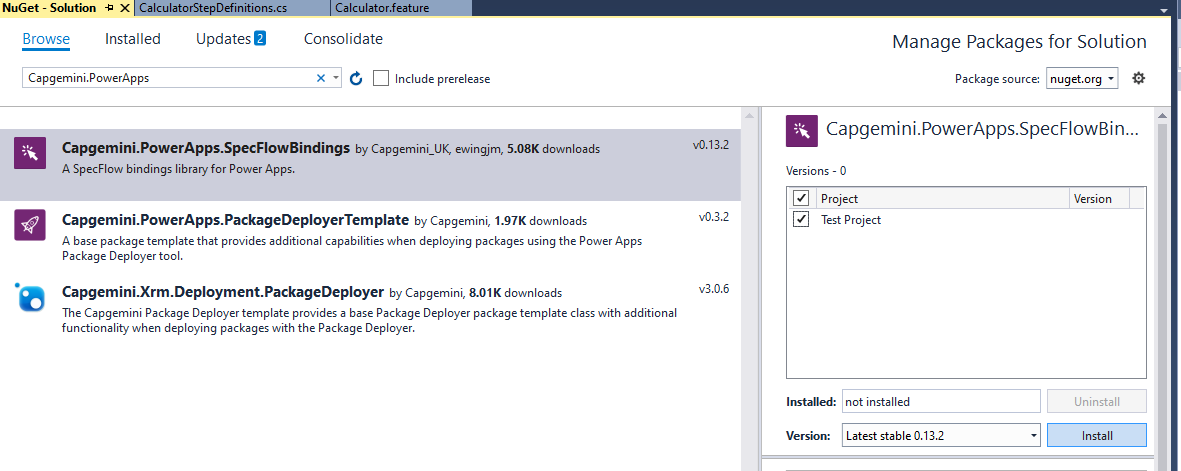 NuGet - Solution
CalculatorStepDefinitions.cs
Calculator.feature
Browse
Installed
Updates 2
Consolidate
Manage Packages for Solution
Capgemini.PowerApps
Include prerelease
Package source: nuget.org
Capgemini.PowerApps.SpecFlowBindings by Capgemini_UK, ewingjm, 5.08K downloads
v0.13.2
A SpecFlow bindings library for Power Apps.
Capgemini.PowerApps.PackageDeployerTemplate by Capgemini, 1.97K downloads
v0.3.2
A base package template that provides additional capabilities when deploying packages using the Power Apps
Package Deployer tool.
Capgemini.Xrm.Deployment.PackageDeployer by Capgemini, 8.01K downloads
v3.0.6
The Capgemini Package Deployer template provides a base Package Deployer package template class with additional
functionality when deploying packages with the Package Deployer.
Capgemini.PowerApps.SpecFlowBin...
Versions - 0
Project
Version
Test Project
Installed: not installed
Uninstall
Version: Latest stable 0.13.2
Install